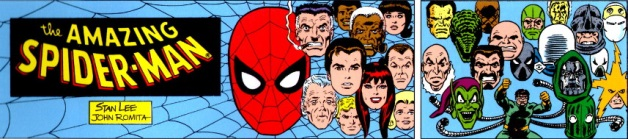 the AMAZING
SPIDER-MAN
STAN LEE
JOHN ROMITA